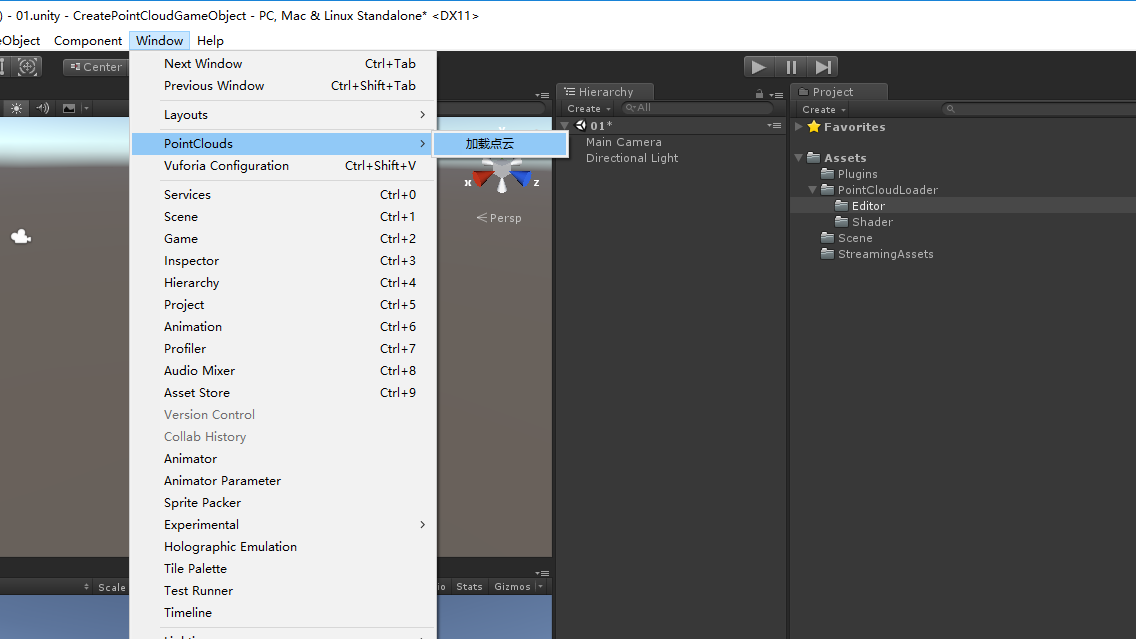 ) - 01.unity - CreatePointCloudGameObject - PC, Mac & Linux Standalone* <DX11>
eObject Component Window Help
Center
Next Window Ctrl+Tab
Previous Window Ctrl+Shift+Tab
Layouts
PointClouds
加载点云
Vuforia Configuration Ctrl+Shift+V
Services Ctrl+0
Scene Ctrl+1
Game Ctrl+2
Inspector Ctrl+3
Hierarchy Ctrl+4
Project Ctrl+5
Animation Ctrl+6
Profiler Ctrl+7
Audio Mixer Ctrl+8
Asset Store Ctrl+9
Version Control
Collab History
Animator
Animator Parameter
Sprite Packer
Experimental
Holographic Emulation
Tile Palette
Test Runner
Timeline
x z
Persp
Scale
io Stats Gizmos
Hierarchy
Create All
01*
Main Camera
Directional Light
Project
Create
Favorites
Assets
Plugins
PointCloudLoader
Editor
Shader
Scene
StreamingAssets